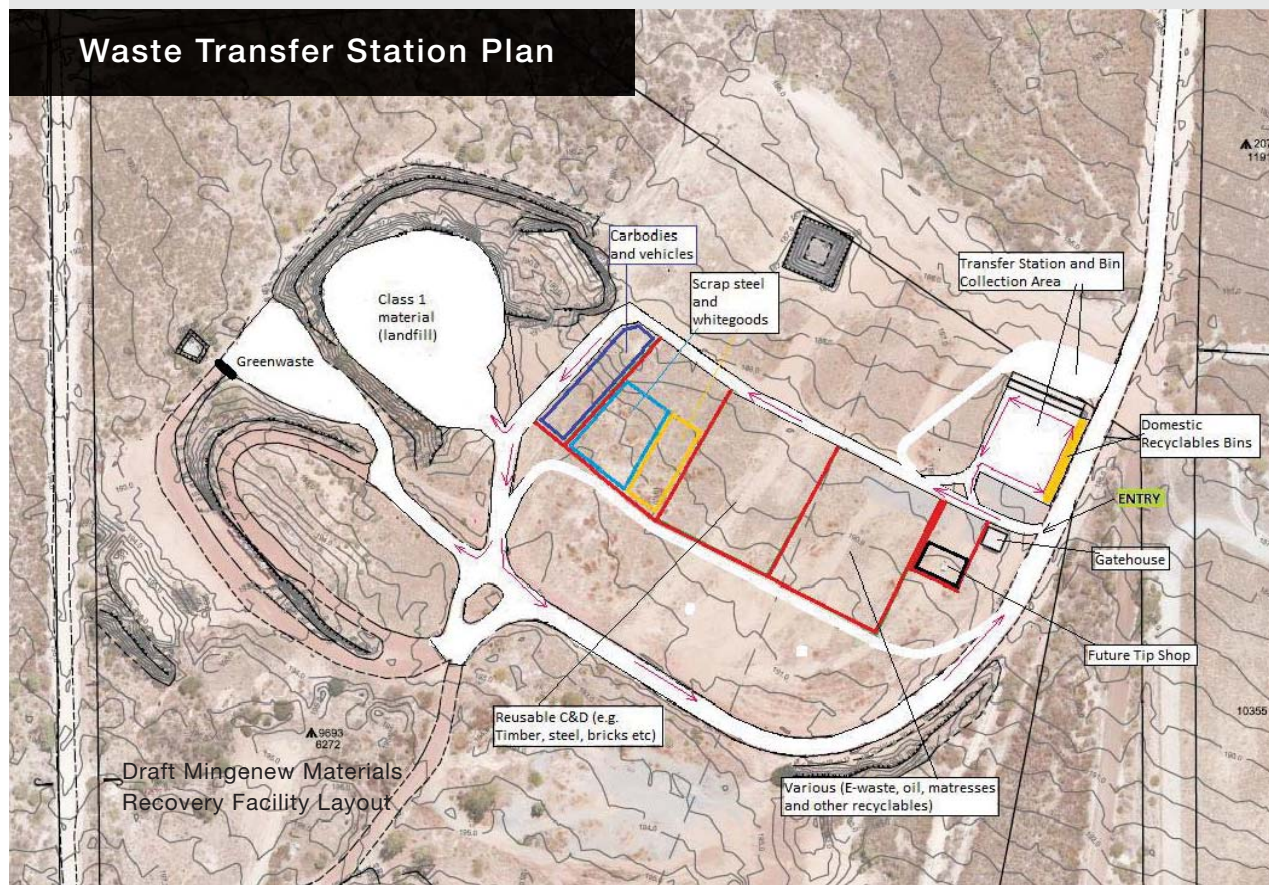 Waste Transfer Station Plan
Carbodies
and vehicles
Scrap steel
and
whitegoods
Transfer Station and Bin
Collection Area
Class 1
material
(landfill)
Greenwaste
Domestic
Recyclables Bins
ENTRY
Gatehouse
Future Tip Shop
Reusable C&D (e.g.
Timber, steel, bricks etc)
Various (E-waste, oil, matresses
and other recyclables)
9693
6272
10355
Draft Mingenew Materials
Recovery Facility Layout